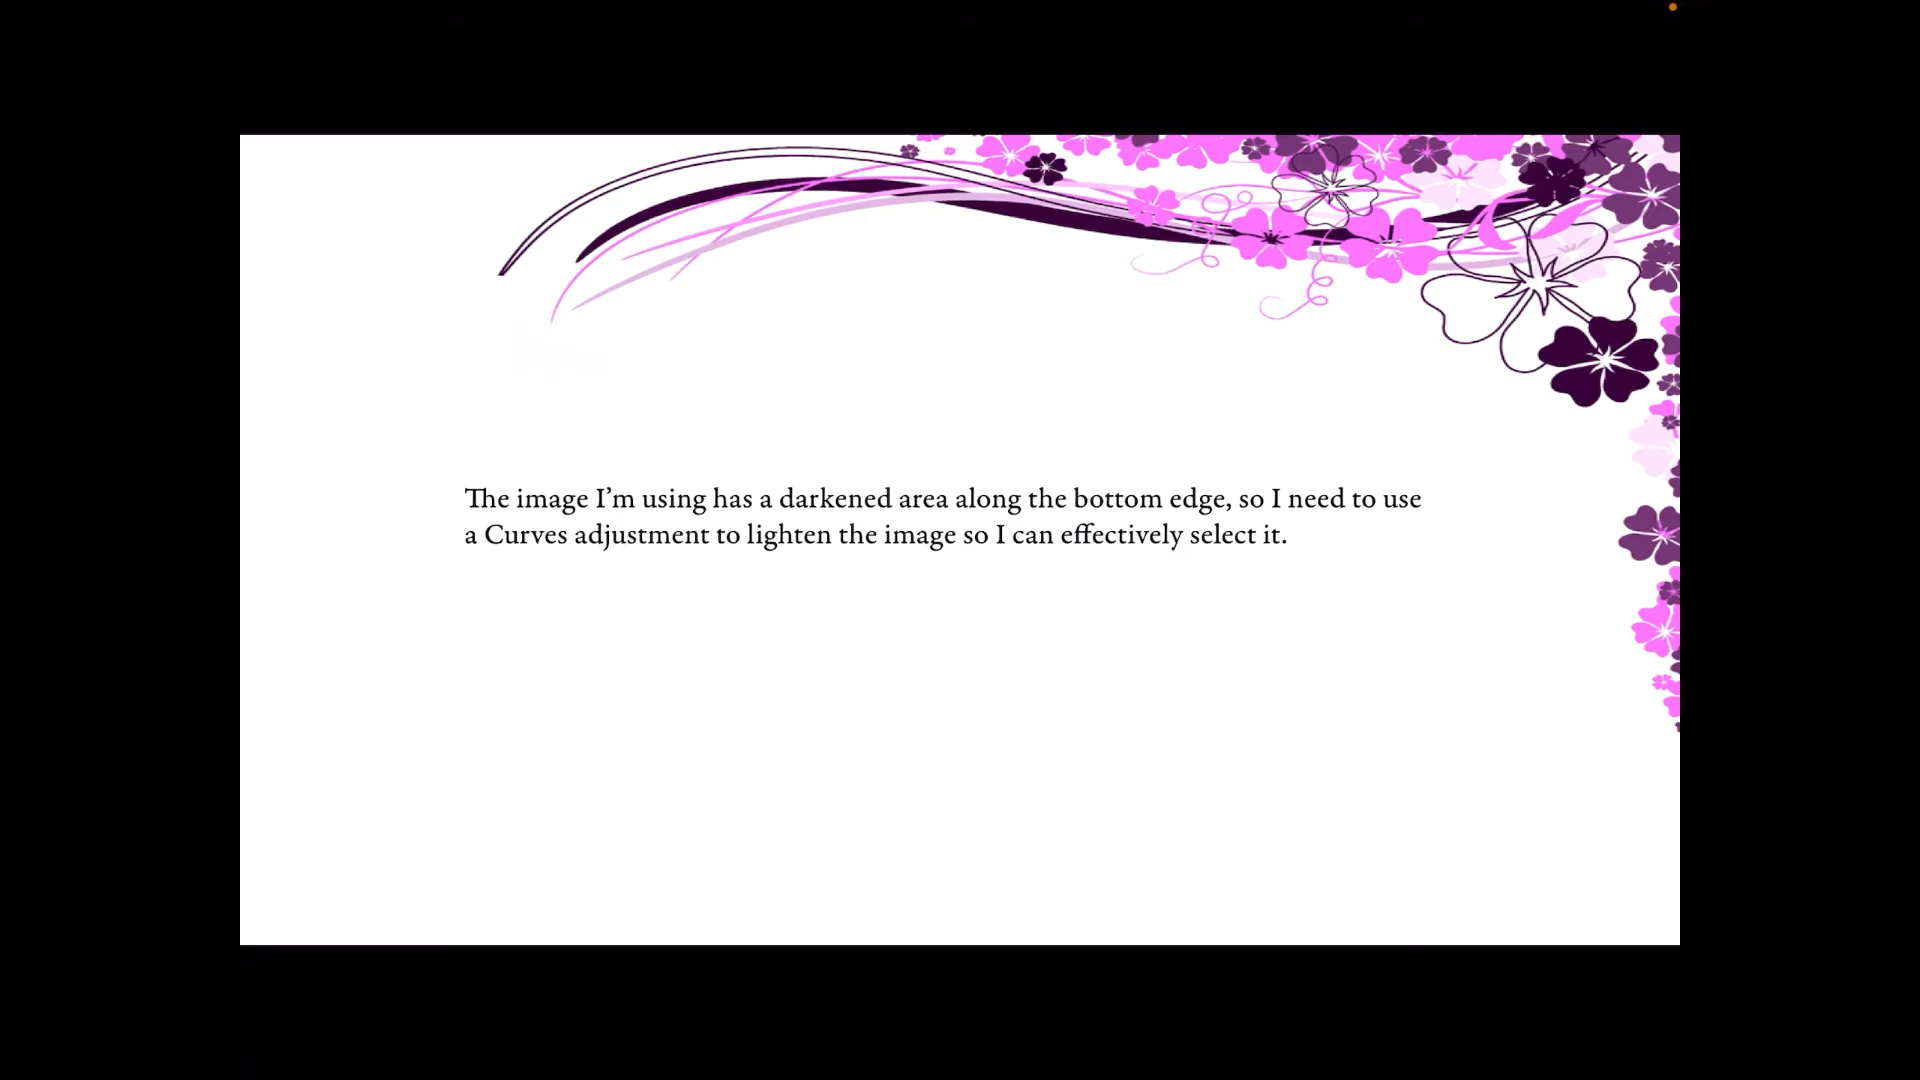 The image I’m using has a darkened area along the bottom edge, so I need to use
a Curves adjustment to lighten the image so I can effectively select it.